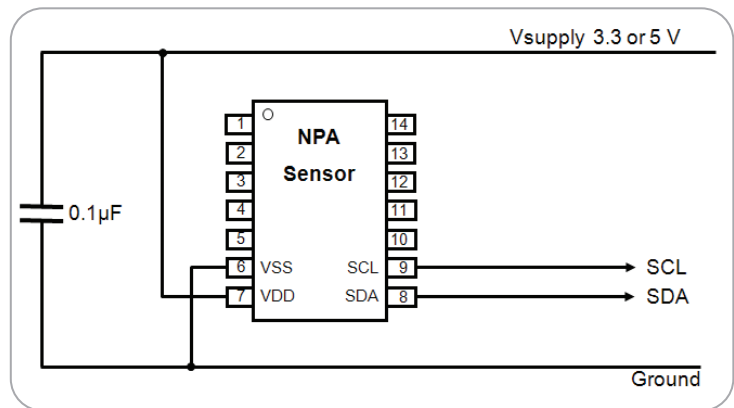 Vsupply 3.3 or 5 V
NPA
Sensor
1 14
2 13
3 12
4 11
5 10
6 VSS SCL 9 SCL
7 VDD SDA 8 SDA
0.1µF
Ground